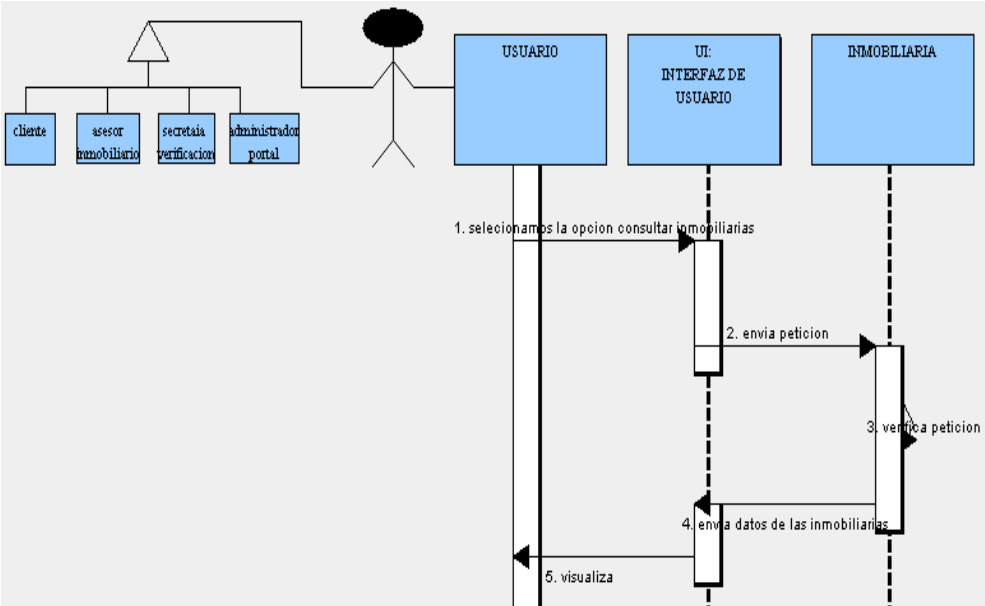 USUARIO
UI:
INTERFAZ DE
USUARIO
INMOBILIARIA
cliente
asesor
inmobiliario
secretaia
verificacion
administrador
portal
1. selecionamos la opcion consultar inmobiliarias
2. envia peticion
3. verifica peticion
4. envia datos de las inmobiliarias
5. visualiza